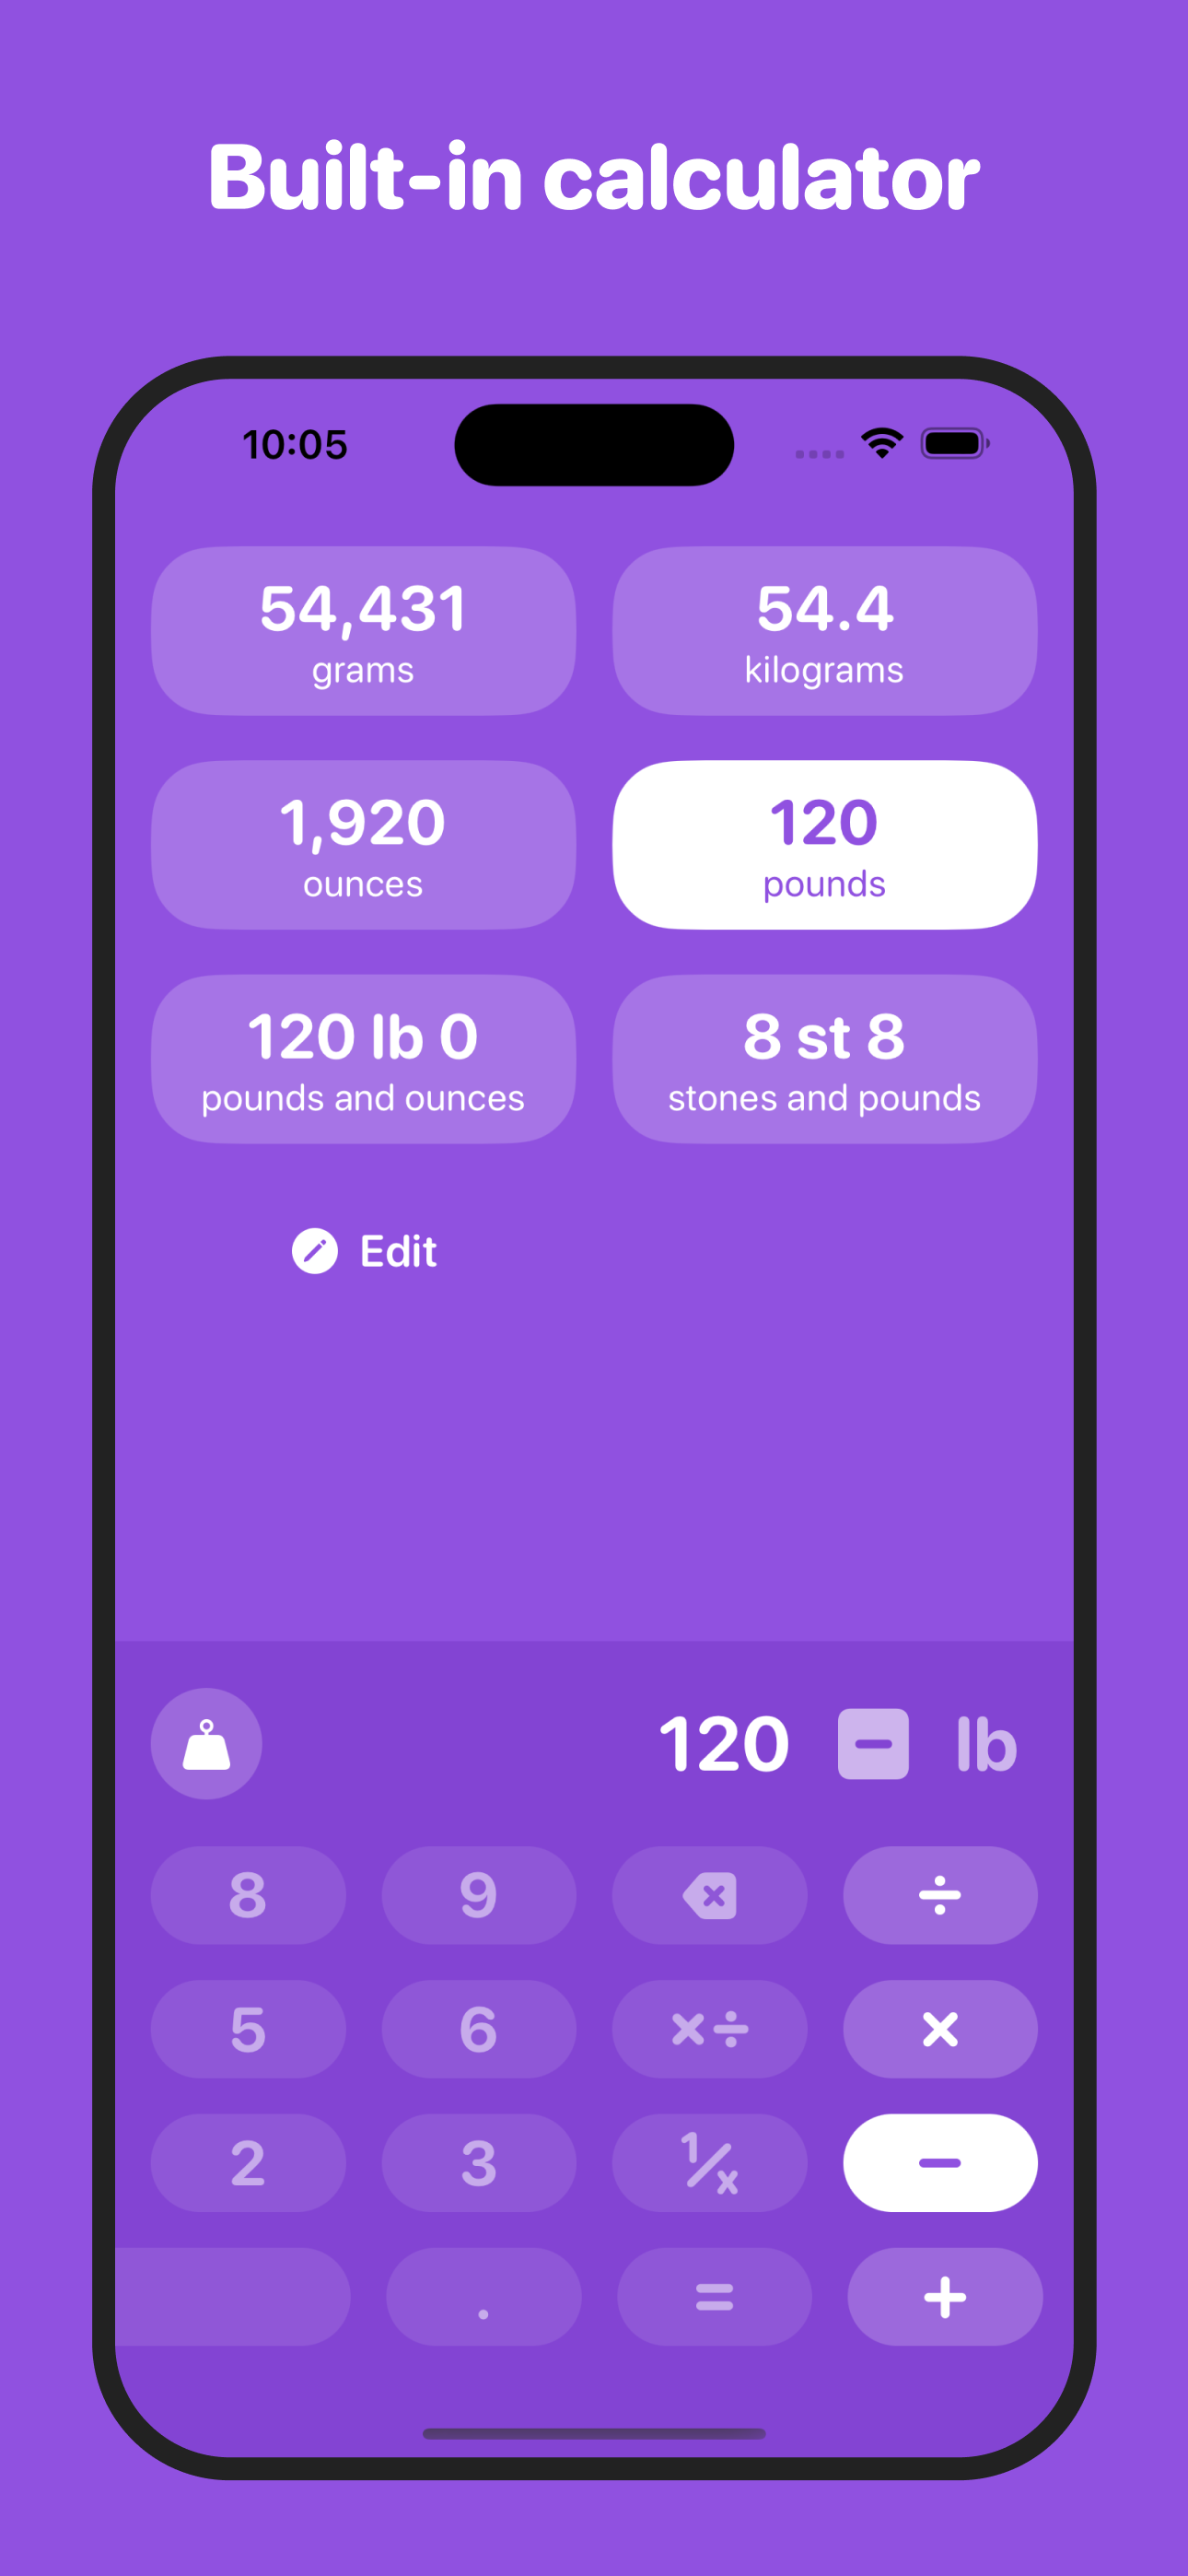 Built-in calculator
10:05
54,431
grams
54.4
kilograms
1,920
ounces
120
pounds
120 lb 0
pounds and ounces
8 st 8
stones and pounds
Edit
120 − lb
8 9 ÷
5 6 ×÷ ×
2 3 1/x −
. = +